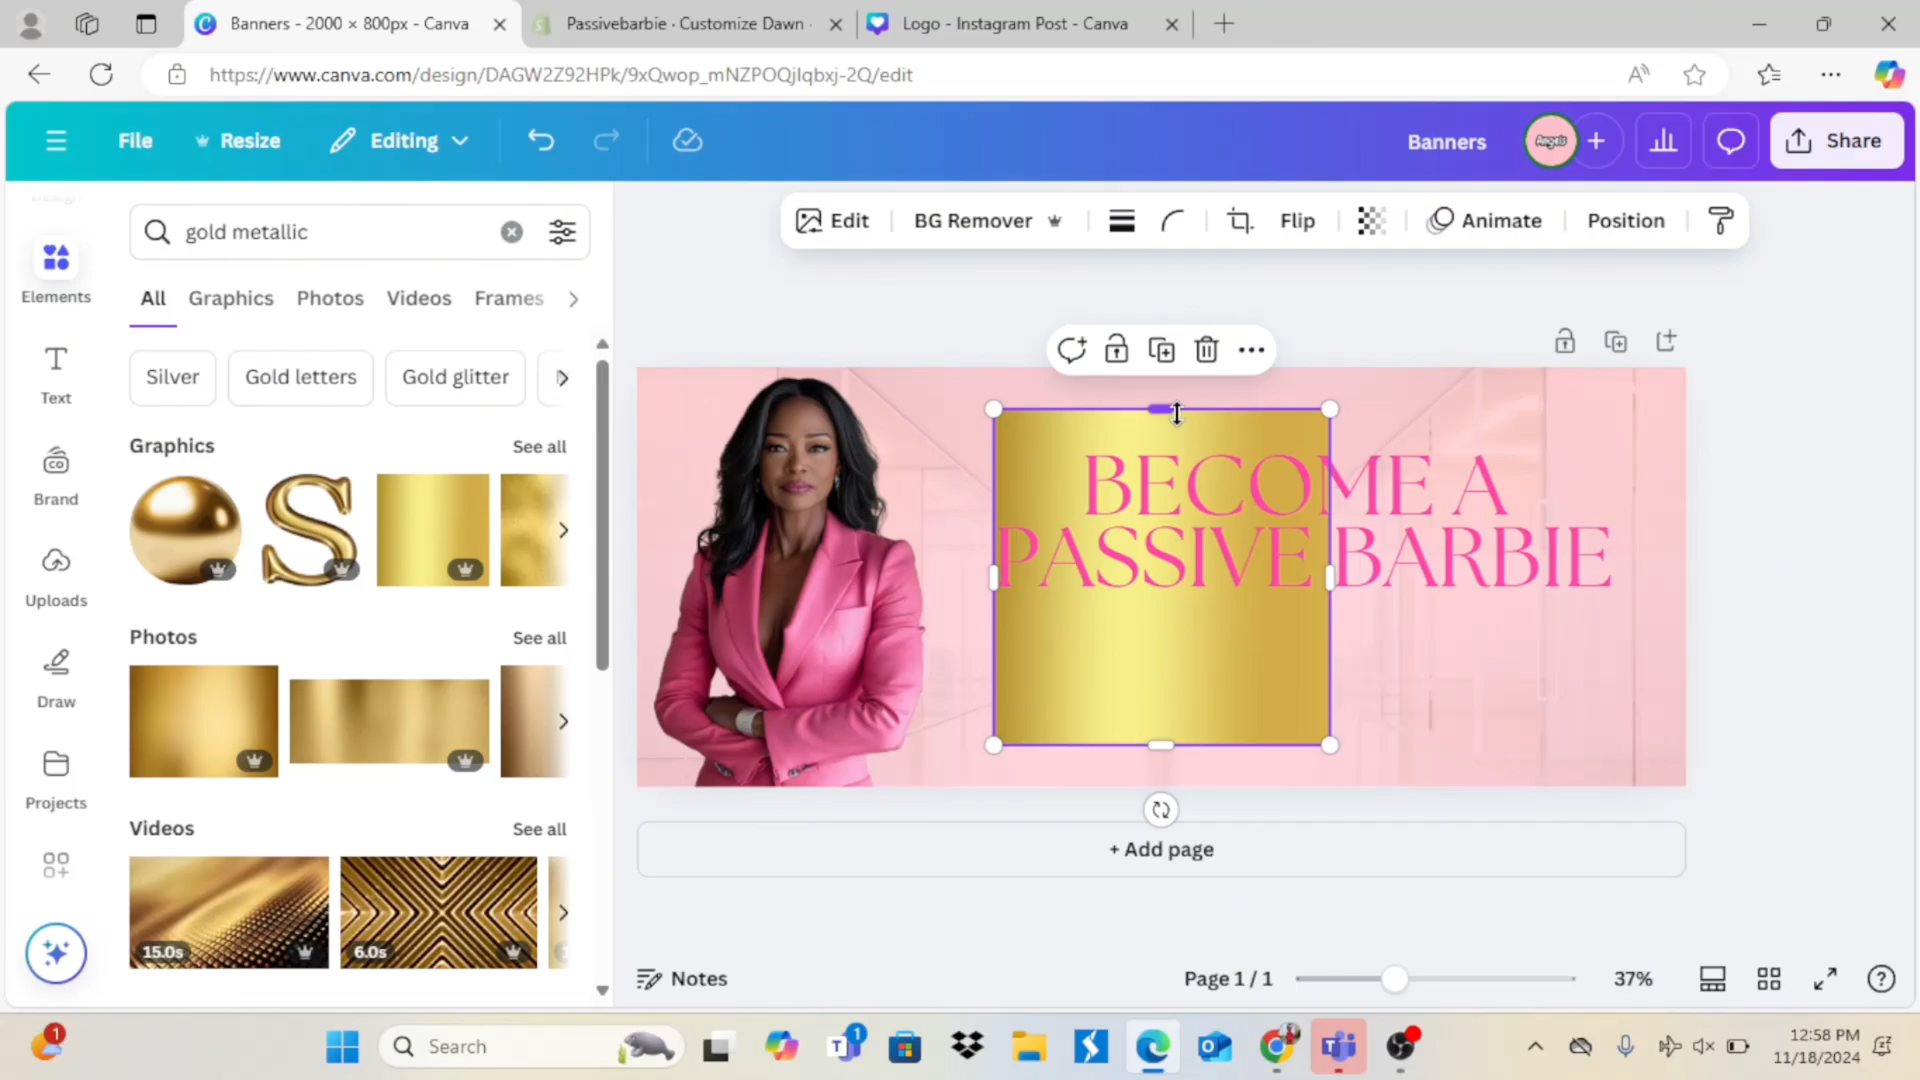 Banners - 2000 × 800px - Canva
Passivebarbie · Customize Dawn ·
Logo - Instagram Post - Canva
https://www.canva.com/design/DAGW2Z92HPk/9xQwop_mNZPOQjIqbxj-2Q/edit
File
Resize
Editing
Banners
Angels
Share
gold metallic
Edit
BG Remover
Flip
Animate
Position
Elements
Text
Brand
Uploads
Draw
Projects
All
Graphics
Photos
Videos
Frames
Silver
Gold letters
Gold glitter
Graphics
See all
S
Photos
See all
Videos
See all
15.0s
6.0s
BECOME A
PASSIVE BARBIE
+ Add page
Notes
Page 1 / 1
37%
1
Search
1
12:58 PM
11/18/2024